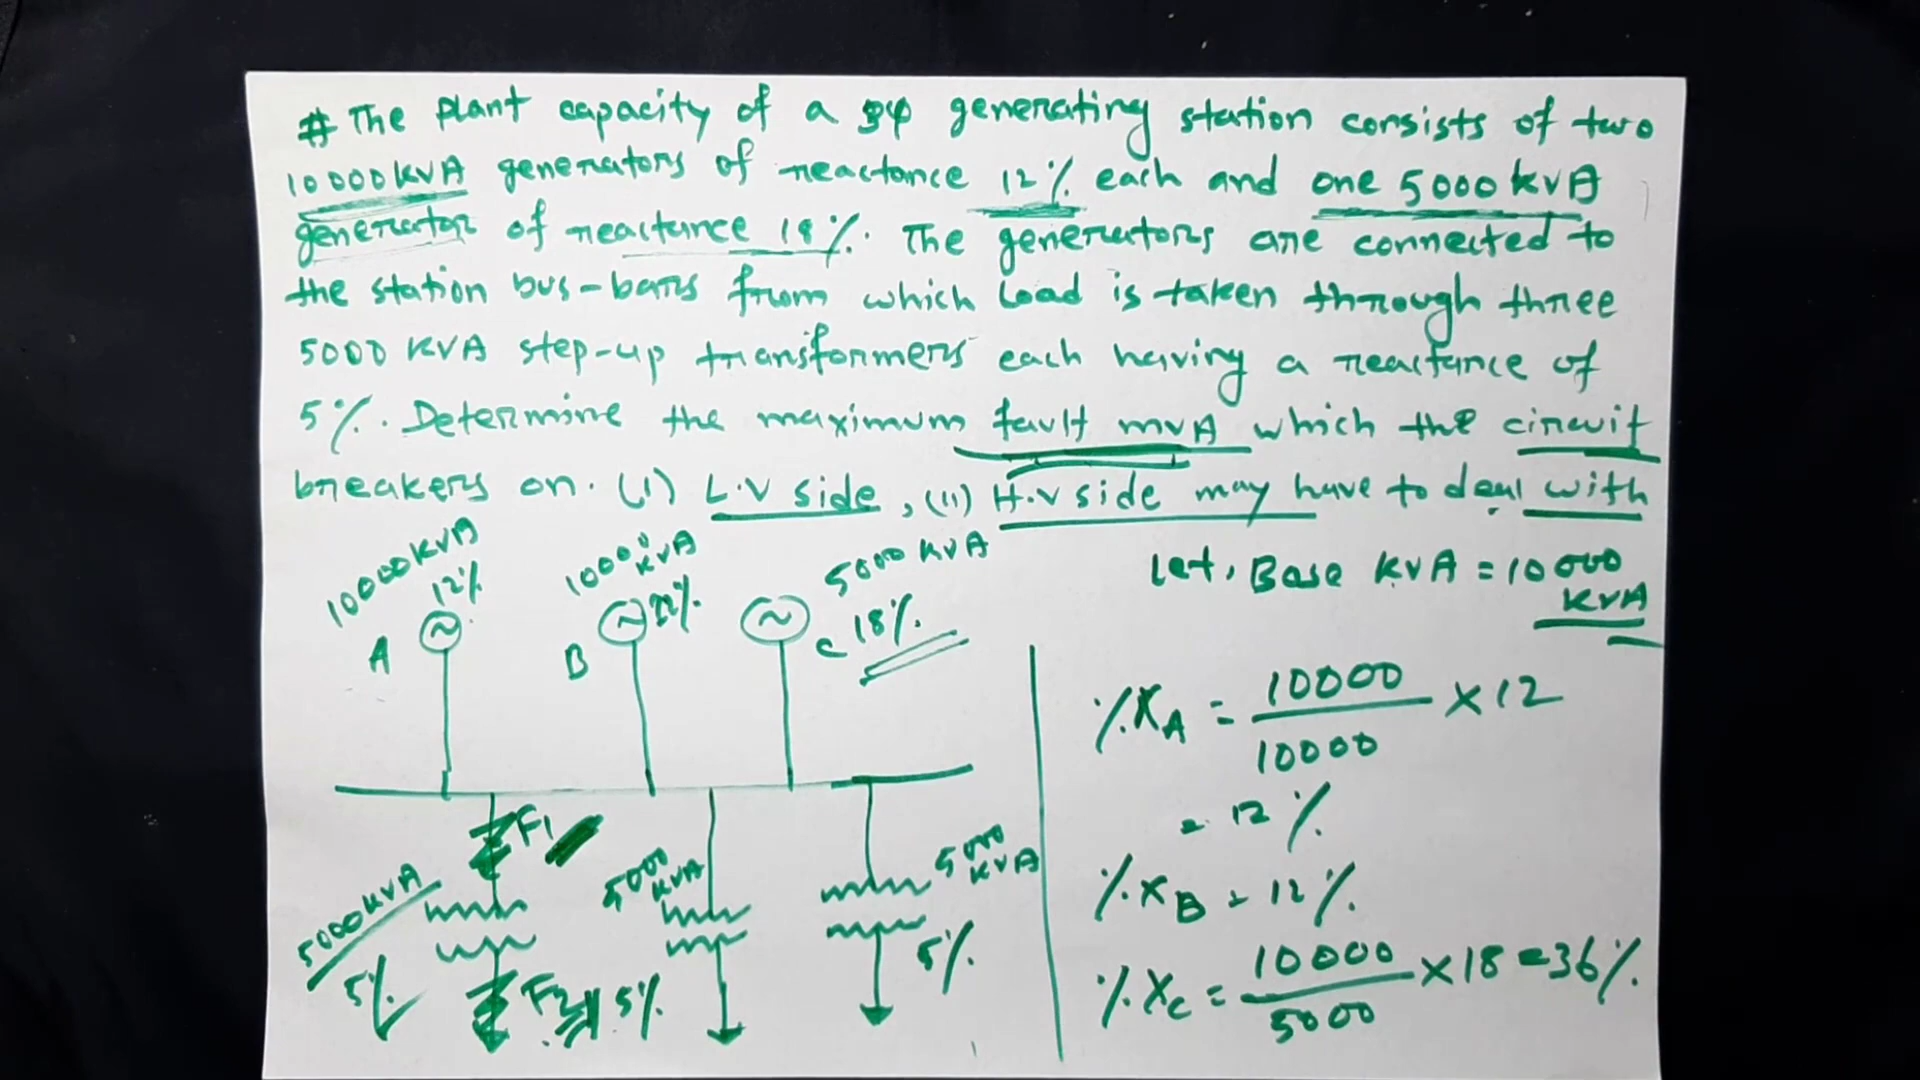 # The plant capacity of a 3φ generating station consists of two
10000 KVA generators of reactance 12% each and one 5000 KVA
generator of reactance 18%. The generators are connected to
the station bus-bars from which load is taken through three
5000 KVA step-up transformers each having a reactance of
5%. Determine the maximum fault MVA which the circuit
breakers on. (i) L.V side, (ii) H.V side may have to deal with
10000 KVA
12%
A
10000 KVA
12%
B
5000 KVA
C 18%
F1
5000 KVA
5%
F2
5000 KVA
5%
5000 KVA
5%
Let, Base KVA = 10000
KVA
%XA = 10000 / 10000 × 12
= 12%
%XB = 12%.
%XC = 10000 / 5000 × 18 = 36%.